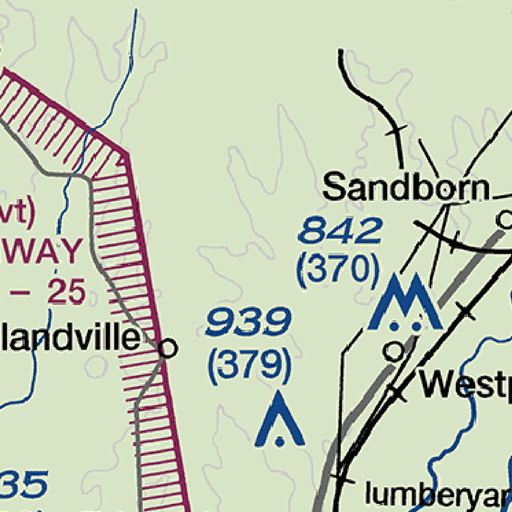 Sandborn
vt)
WAY
– 25
842
(370)
landville
939
(379)
Westp
35
lumberyar